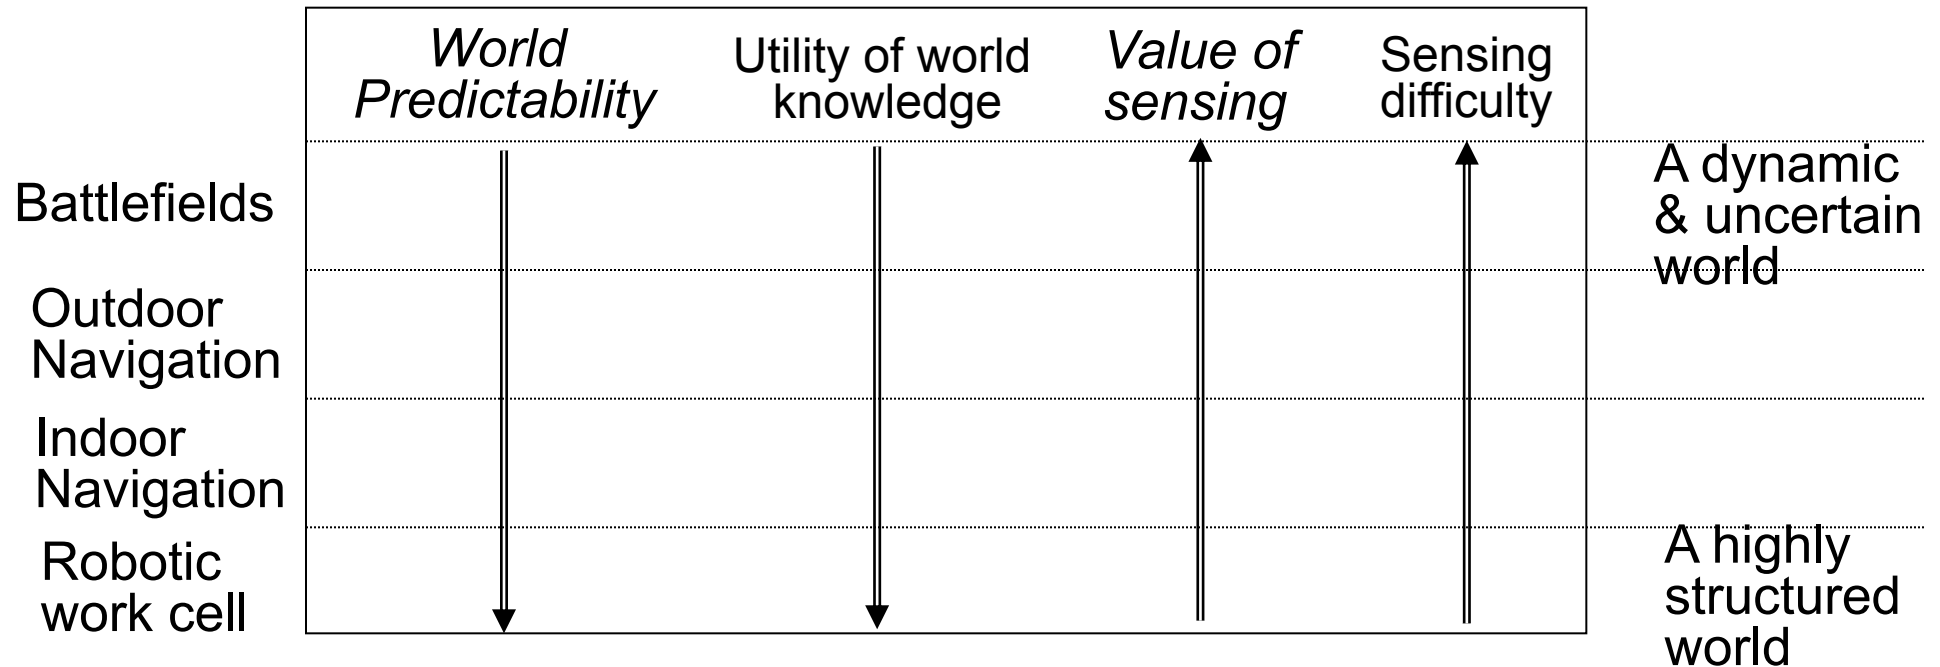 World
Predictability
Utility of world
knowledge
Value of
sensing
Sensing
difficulty
Battlefields
A dynamic
& uncertain
world
Outdoor
Navigation
Indoor
Navigation
Robotic
work cell
A highly
structured
world